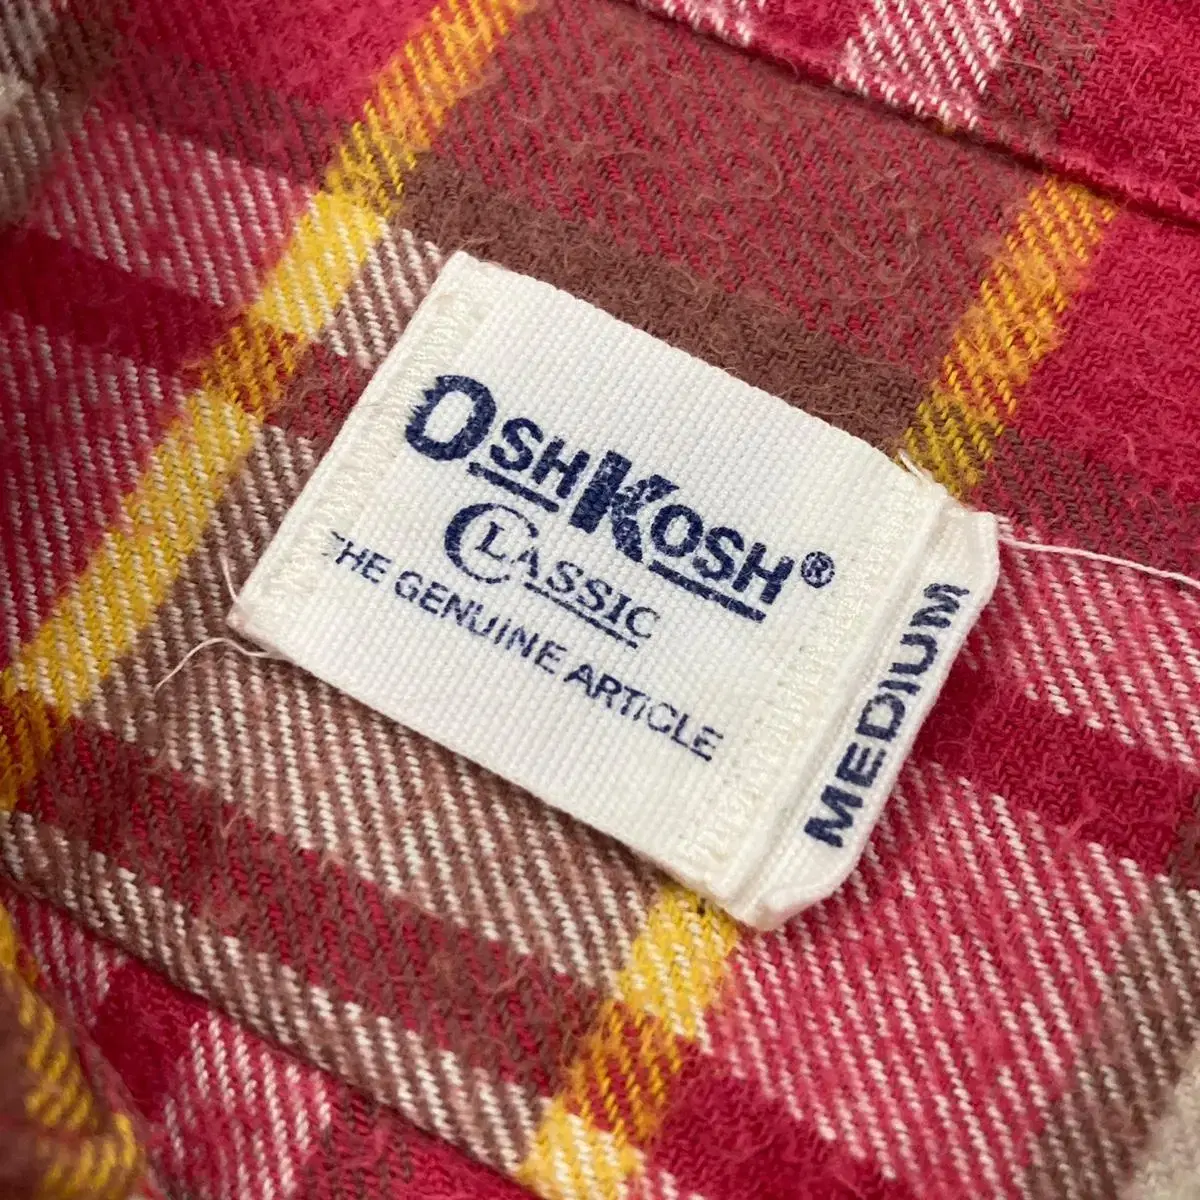 OSHKOSH®
CLASSIC
THE GENUINE ARTICLE
MEDIUM